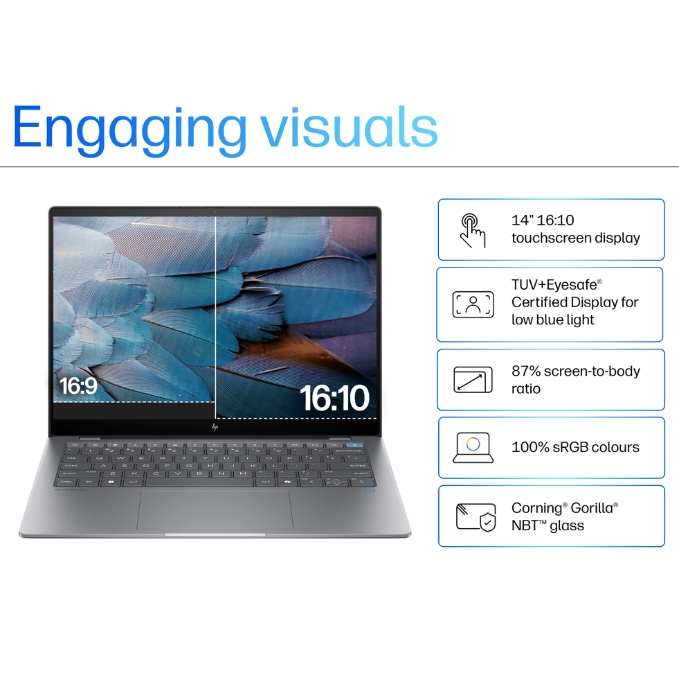 Engaging visuals
16:9
16:10
hp
14" 16:10
touchscreen display
TUV+Eyesafe®
Certified Display for
low blue light
87% screen-to-body
ratio
100% sRGB colours
Corning® Gorilla®
NBT™ glass